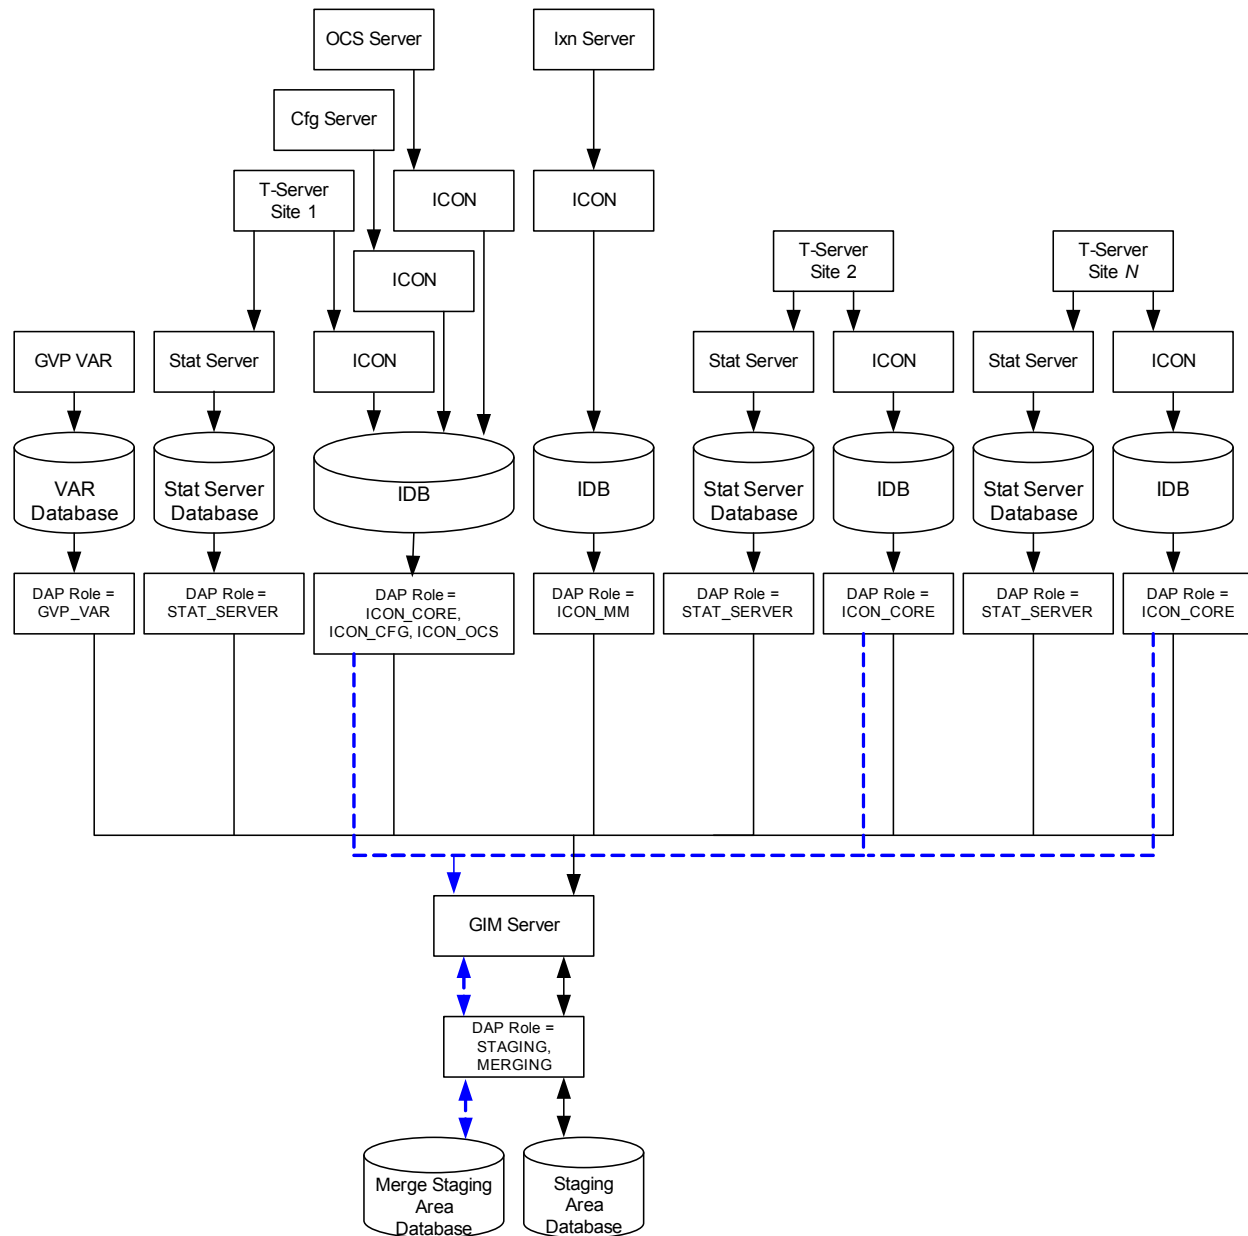 OCS Server
Ixn Server
Cfg Server
T-Server
Site 1
ICON
ICON
T-Server
Site 2
T-Server
Site N
ICON
GVP VAR
Stat Server
ICON
Stat Server
ICON
Stat Server
ICON
VAR
Database
Stat Server
Database
IDB
IDB
Stat Server
Database
IDB
Stat Server
Database
IDB
DAP Role =
GVP_VAR
DAP Role =
STAT_SERVER
DAP Role =
ICON_CORE,
ICON_CFG, ICON_OCS
DAP Role =
ICON_MM
DAP Role =
STAT_SERVER
DAP Role =
ICON_CORE
DAP Role =
STAT_SERVER
DAP Role =
ICON_CORE
GIM Server
DAP Role =
STAGING,
MERGING
Merge Staging
Area
Database
Staging
Area
Database